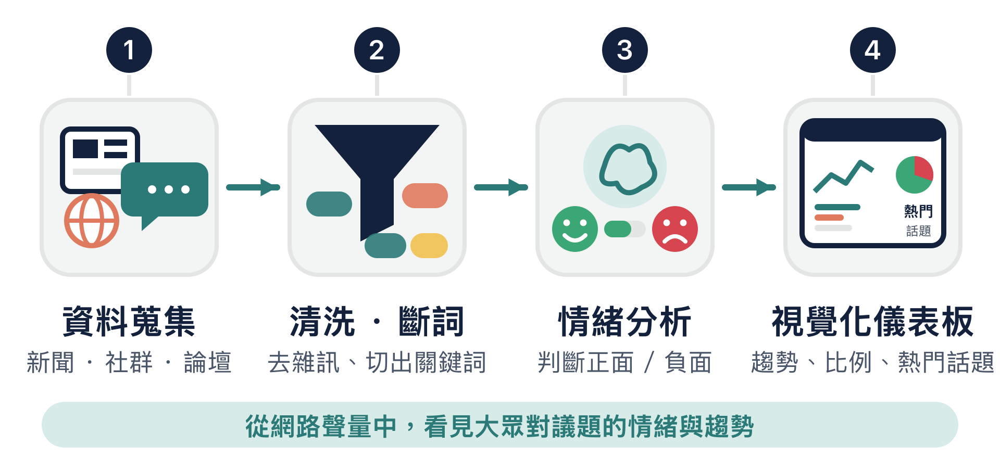 1
2
3
4
熱門
話題
資料蒐集
清洗・斷詞
情緒分析
視覺化儀表板
新聞・社群・論壇
去雜訊、切出關鍵詞
判斷正面 / 負面
趨勢、比例、熱門話題
從網路聲量中，看見大眾對議題的情緒與趨勢